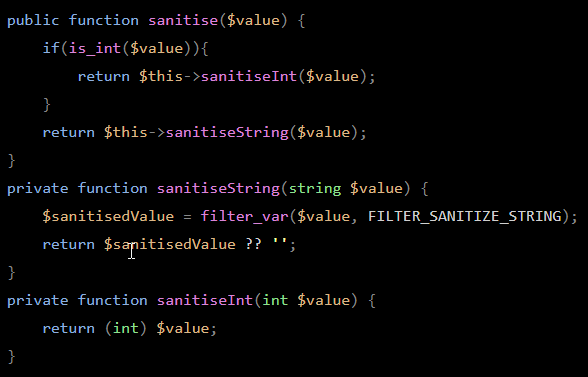 public function sanitise($value) {
    if(is_int($value)){
        return $this->sanitiseInt($value);
    }
    return $this->sanitiseString($value);
}
private function sanitiseString(string $value) {
    $sanitisedValue = filter_var($value, FILTER_SANITIZE_STRING);
    return $sanitisedValue ?? '';
}
private function sanitiseInt(int $value) {
    return (int) $value;
}